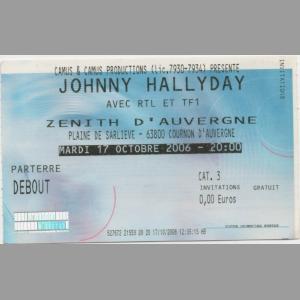 CAMUS & CAMUS PRODUCTIONS (Lic.7930-7934) PRESENTE
JOHNNY HALLYDAY
AVEC RTL ET TF1
ZENITH D'AUVERGNE
PLAINE DE SARLIEVE - 63800 COURNON D'AUVERGNE
MARDI 17 OCTOBRE 2006 - 20:00
PARTERRE
DEBOUT
CAT. 3
INVITATIONS GRATUIT
0,00 Euros
INVITATIONS